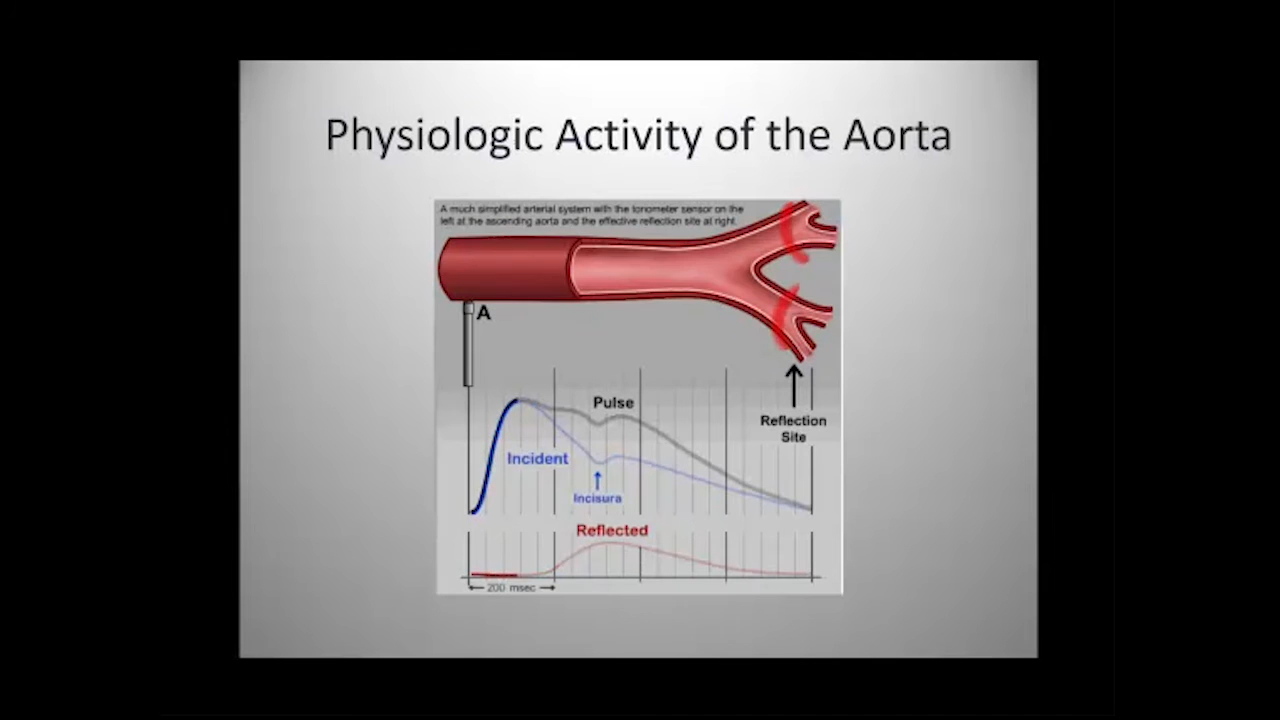 Physiologic Activity of the Aorta
A much simplified arterial system with the tonometer sensor on the
left at the ascending aorta and the effective reflection site at right.
A
Pulse
Reflection
Site
Incident
Incisura
Reflected
200 msec